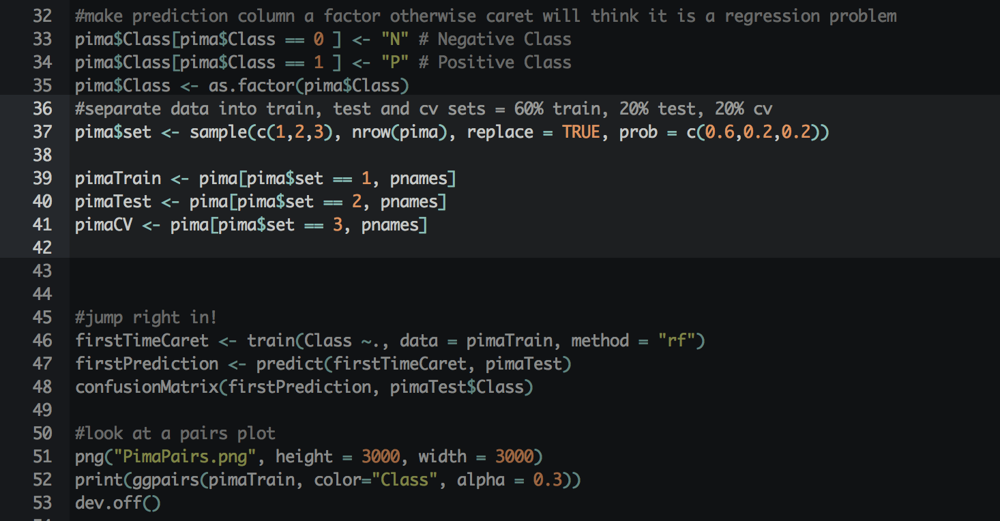 32 #make prediction column a factor otherwise caret will think it is a regression problem
33 pima$Class[pima$Class == 0 ] <- "N" # Negative Class
34 pima$Class[pima$Class == 1 ] <- "P" # Positive Class
35 pima$Class <- as.factor(pima$Class)
36 #separate data into train, test and cv sets = 60% train, 20% test, 20% cv
37 pima$set <- sample(c(1,2,3), nrow(pima), replace = TRUE, prob = c(0.6,0.2,0.2))
38
39 pimaTrain <- pima[pima$set == 1, pnames]
40 pimaTest <- pima[pima$set == 2, pnames]
41 pimaCV <- pima[pima$set == 3, pnames]
42
43
44
45 #jump right in!
46 firstTimeCaret <- train(Class ~., data = pimaTrain, method = "rf")
47 firstPrediction <- predict(firstTimeCaret, pimaTest)
48 confusionMatrix(firstPrediction, pimaTest$Class)
49
50 #look at a pairs plot
51 png("PimaPairs.png", height = 3000, width = 3000)
52 print(ggpairs(pimaTrain, color="Class", alpha = 0.3))
53 dev.off()